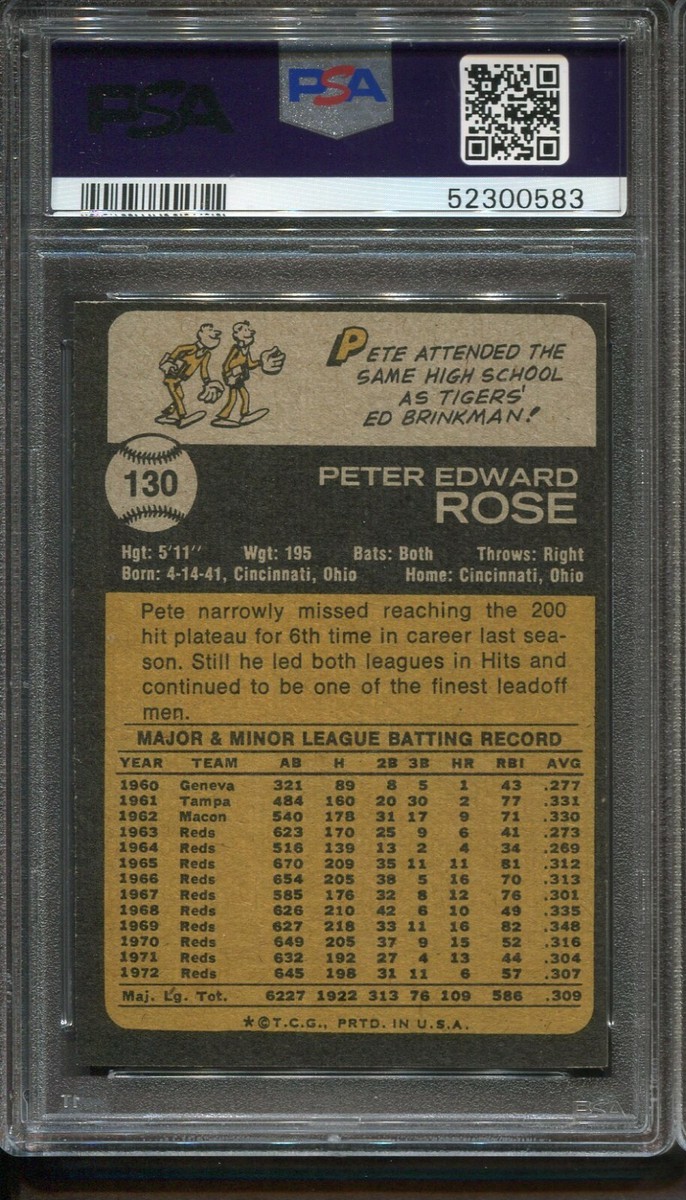 PSA
PSA
52300583
PETE ATTENDED THE
SAME HIGH SCHOOL
AS TIGERS'
ED BRINKMAN!
130
PETER EDWARD
ROSE
Hgt: 5'11" Wgt: 195 Bats: Both Throws: Right
Born: 4-14-41, Cincinnati, Ohio Home: Cincinnati, Ohio
Pete narrowly missed reaching the 200
hit plateau for 6th time in career last sea-
son. Still he led both leagues in Hits and
continued to be one of the finest leadoff
men.
MAJOR & MINOR LEAGUE BATTING RECORD
YEAR TEAM AB H 2B 3B HR RBI AVG
1960 Geneva 321 89 8 5 1 43 .277
1961 Tampa 484 160 20 30 2 77 .331
1962 Macon 540 178 31 17 9 71 .330
1963 Reds 623 170 25 9 6 41 .273
1964 Reds 516 139 13 2 4 34 .269
1965 Reds 670 209 35 11 11 81 .312
1966 Reds 654 205 38 5 16 70 .313
1967 Reds 585 176 32 8 12 76 .301
1968 Reds 626 210 42 6 10 49 .335
1969 Reds 627 218 33 11 16 82 .348
1970 Reds 649 205 37 9 15 52 .316
1971 Reds 632 192 27 4 13 44 .304
1972 Reds 645 198 31 11 6 57 .307
Maj. Lg. Tot. 6227 1922 313 76 109 586 .309
*©T.C.G., PRTD. IN U.S.A.
PSA